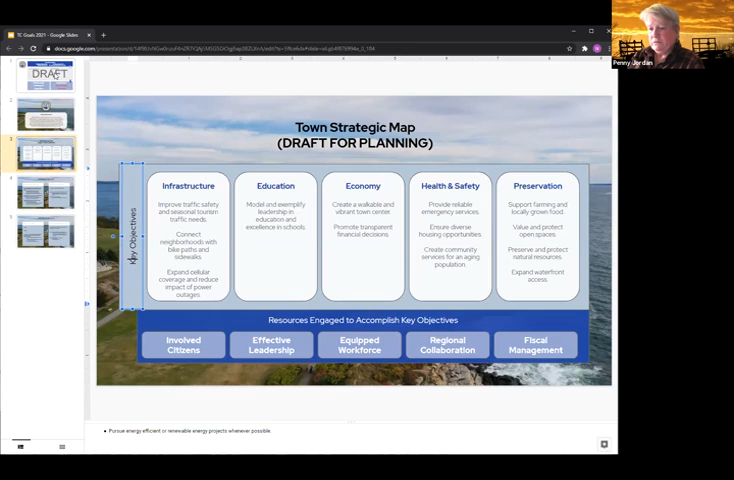 TC Goals 2021 - Google Slides
Penny Jordan
DRAFT
Town Strategic Map
(DRAFT FOR PLANNING)
Key Objectives
Infrastructure
Improve traffic safety
and seasonal tourism
traffic needs.
Connect
neighborhoods with
bike paths and
sidewalks.
Expand cellular
coverage and reduce
impact of power
outages
Education
Model and exemplify
leadership in
education and
excellence in schools.
Economy
Create a walkable and
vibrant town center.
Promote transparent
financial decisions.
Health & Safety
Provide reliable
emergency services.
Ensure diverse
housing opportunities.
Create community
services for an aging
population.
Preservation
Support farming and
locally grown food.
Value and protect
open spaces.
Preserve and protect
natural resources.
Expand waterfront
access.
Resources Engaged to Accomplish Key Objectives
Involved
Citizens
Effective
Leadership
Equipped
Workforce
Regional
Collaboration
Fiscal
Management
Pursue energy efficient or renewable energy projects whenever possible.